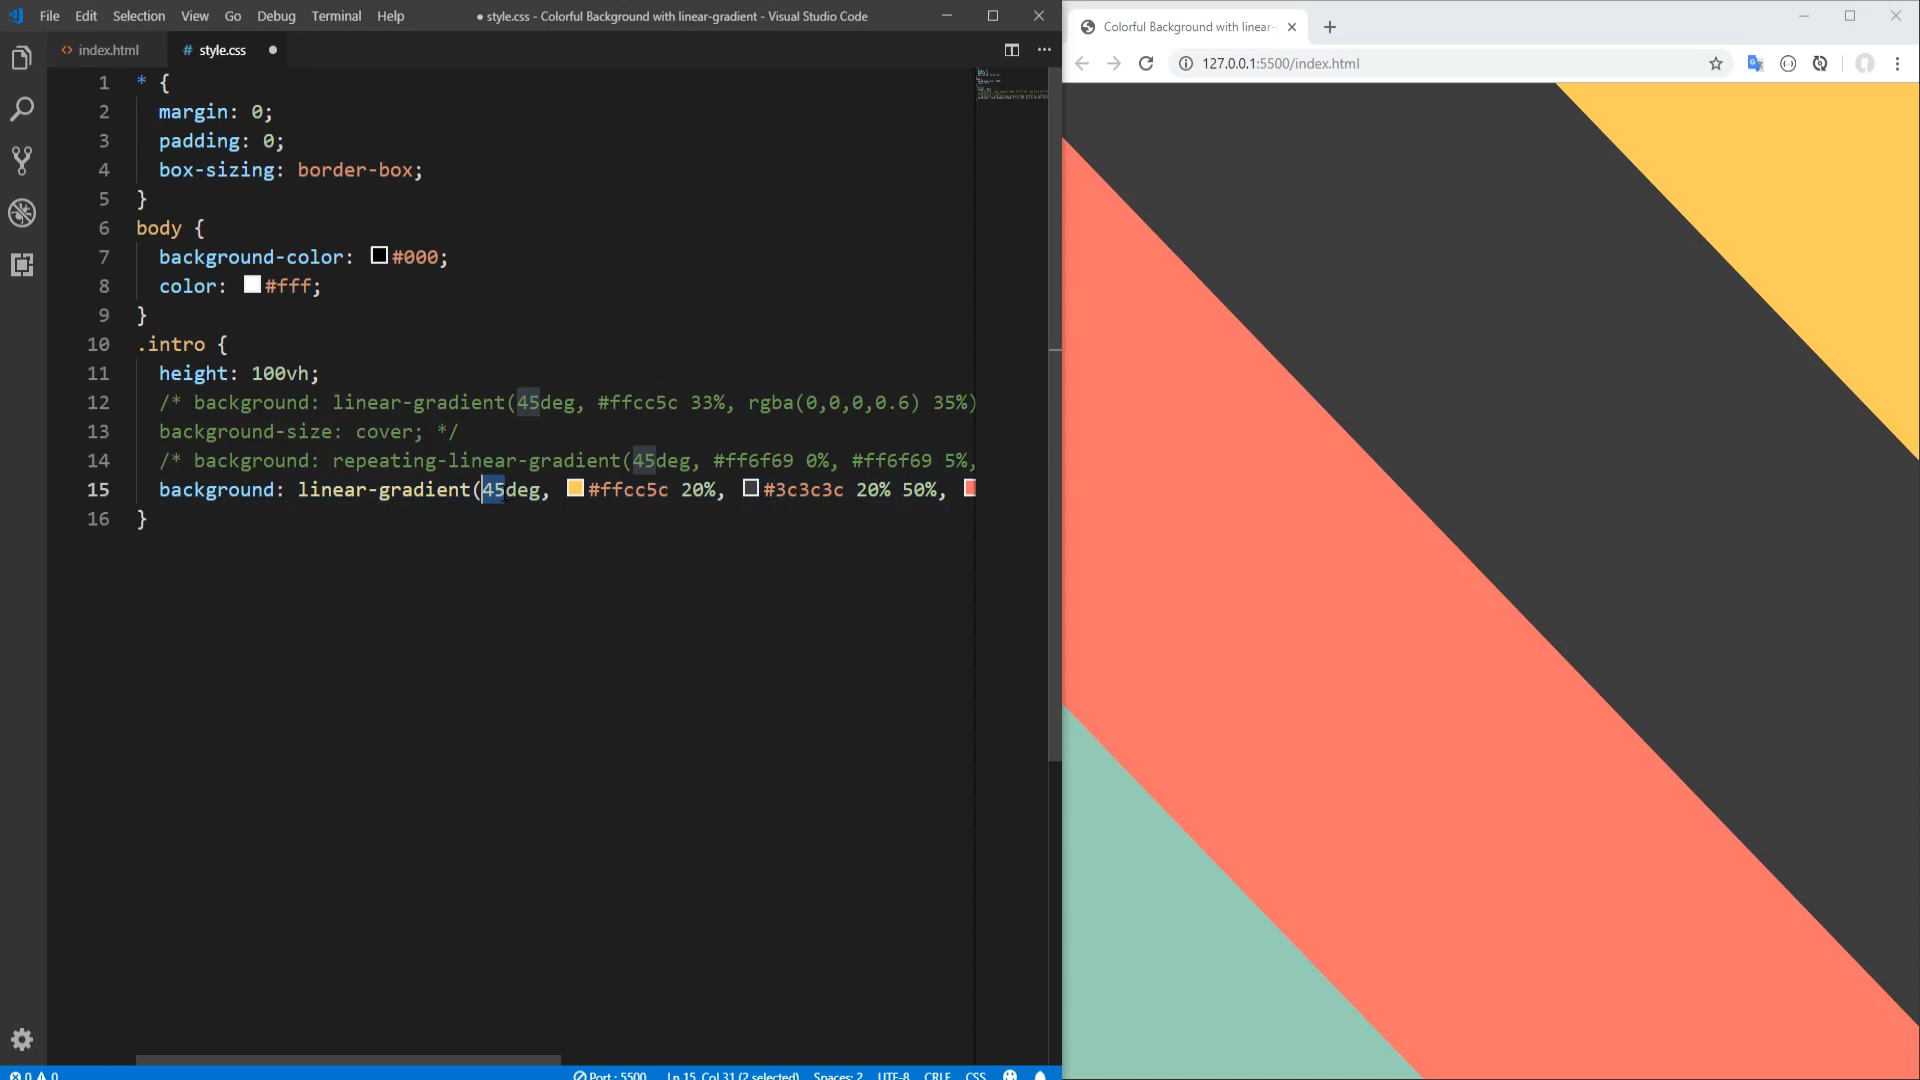 File Edit Selection View Go Debug Terminal Help
● style.css - Colorful Background with linear-gradient - Visual Studio Code
<> index.html
# style.css ●
1 * {
2 margin: 0;
3 padding: 0;
4 box-sizing: border-box;
5 }
6 body {
7 background-color: #000;
8 color: #fff;
9 }
10 .intro {
11 height: 100vh;
12 /* background: linear-gradient(45deg, #ffcc5c 33%, rgba(0,0,0,0.6) 35%)
13 background-size: cover; */
14 /* background: repeating-linear-gradient(45deg, #ff6f69 0%, #ff6f69 5%,
15 background: linear-gradient(45deg, #ffcc5c 20%, #3c3c3c 20% 50%,
16 }
0 0
Port : 5500
Ln 15, Col 31 (2 selected)
Spaces: 2
UTF-8
CRLF
CSS
Colorful Background with linear-
127.0.0.1:5500/index.html